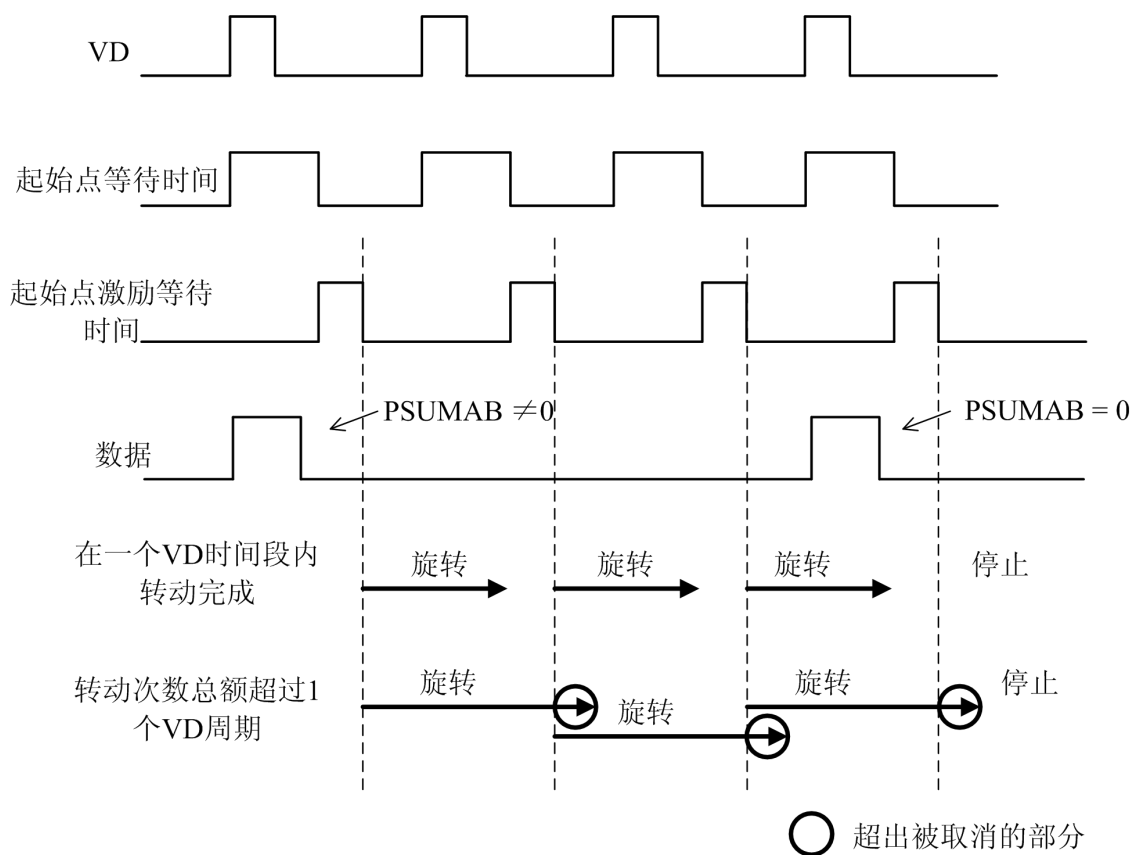 VD
起始点等待时间
起始点激励等待
时间
PSUMAB ≠0
PSUMAB = 0
数据
在一个VD时间段内
转动完成
旋转
旋转
旋转
停止
转动次数总额超过1
个VD周期
旋转
旋转
旋转
停止
超出被取消的部分